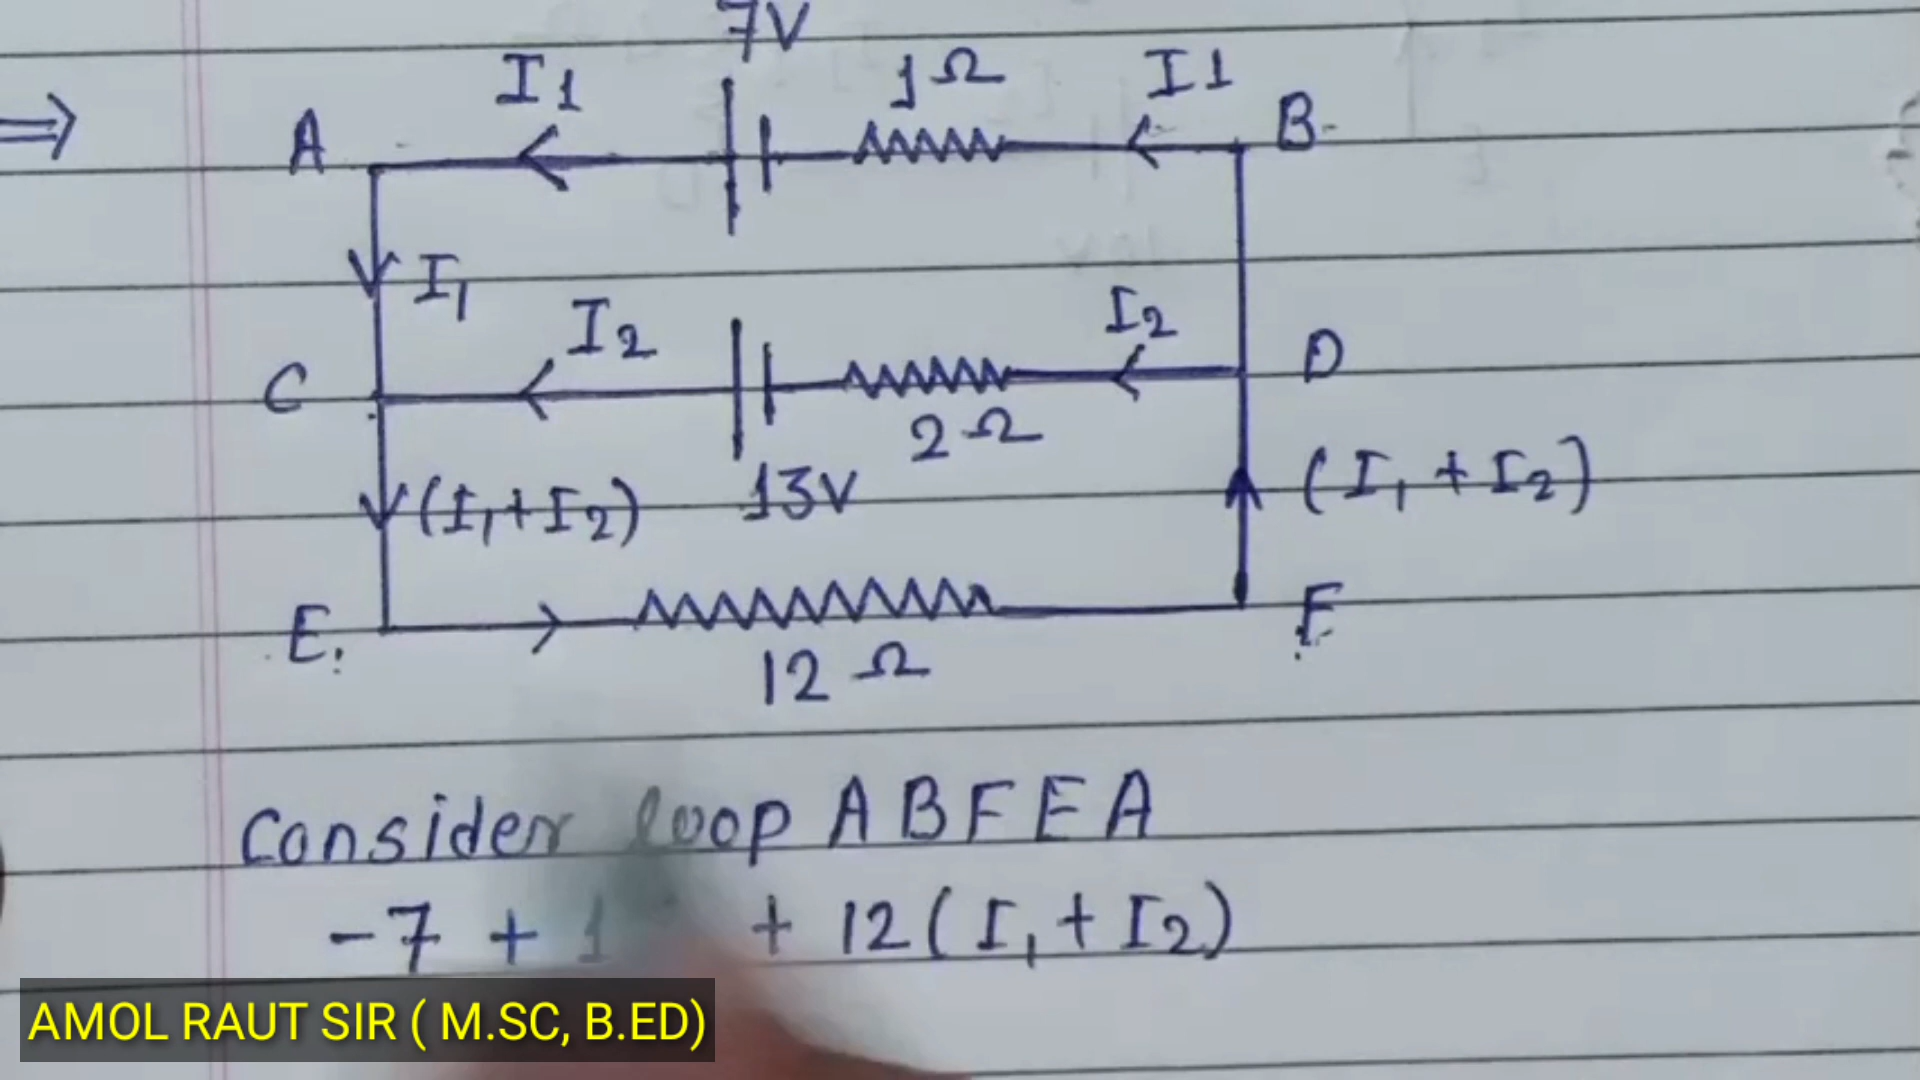 7V
I1 1Ω I1
⇒ A B
I₁
I2 I2
C D
2Ω
13V
(I₁+I2) (I₁+I2)
E F
12Ω
Consider loop ABFEA
-7 + 1 + 12(I₁+I2)
AMOL RAUT SIR ( M.SC, B.ED)